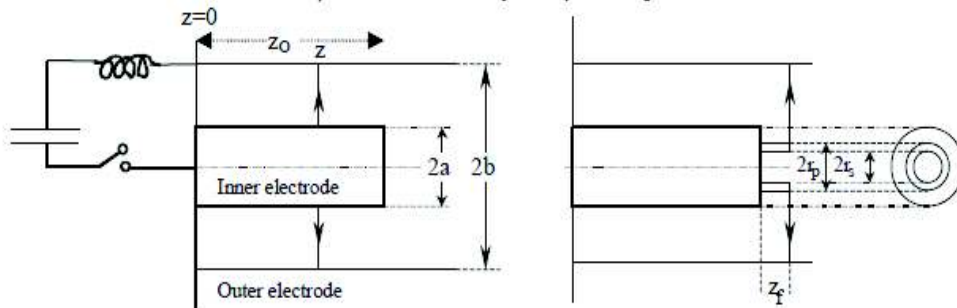 z=0
z₀
z
2a
2b
Inner electrode
Outer electrode
2rₚ
2rₛ
z_f